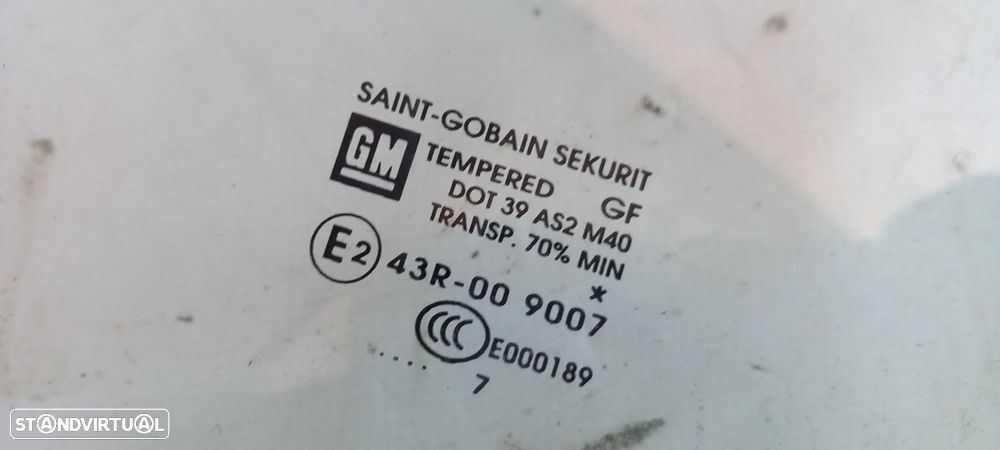 SAINT-GOBAIN SEKURIT
GM
TEMPERED GF
DOT 39 AS2 M40
TRANSP. 70% MIN
*
E2 43R-00 9007
CCC E000189
.... 7
STANDVIRTUAL